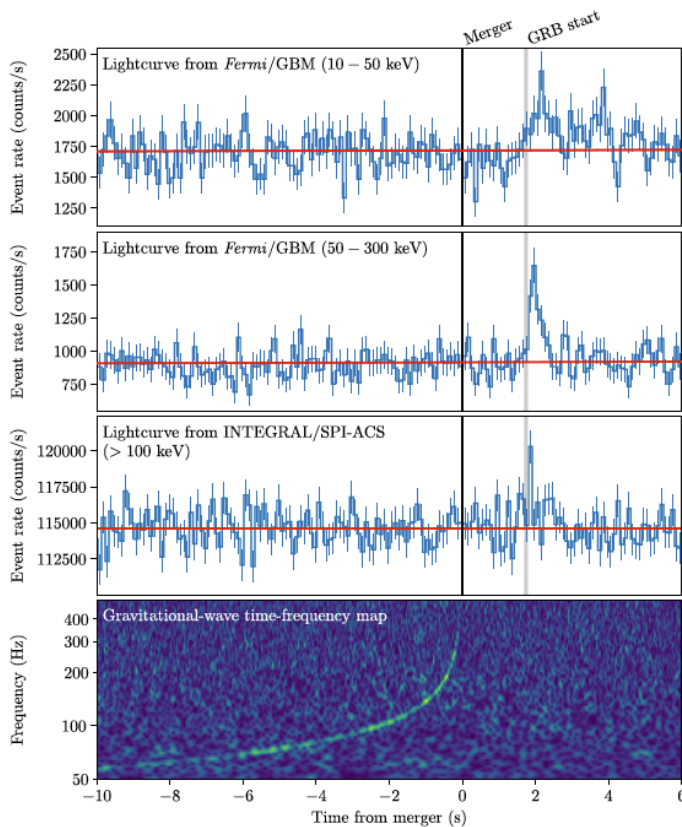 Merger GRB start
2500
2250
2000
1750
1500
1250
Event rate (counts/s)
Lightcurve from Fermi/GBM (10 − 50 keV)
1750
1500
1250
1000
750
Event rate (counts/s)
Lightcurve from Fermi/GBM (50 − 300 keV)
120000
117500
115000
112500
Event rate (counts/s)
Lightcurve from INTEGRAL/SPI-ACS
(> 100 keV)
400
300
200
100
50
Frequency (Hz)
Gravitational-wave time-frequency map
−10 −8 −6 −4 −2 0 2 4 6
Time from merger (s)